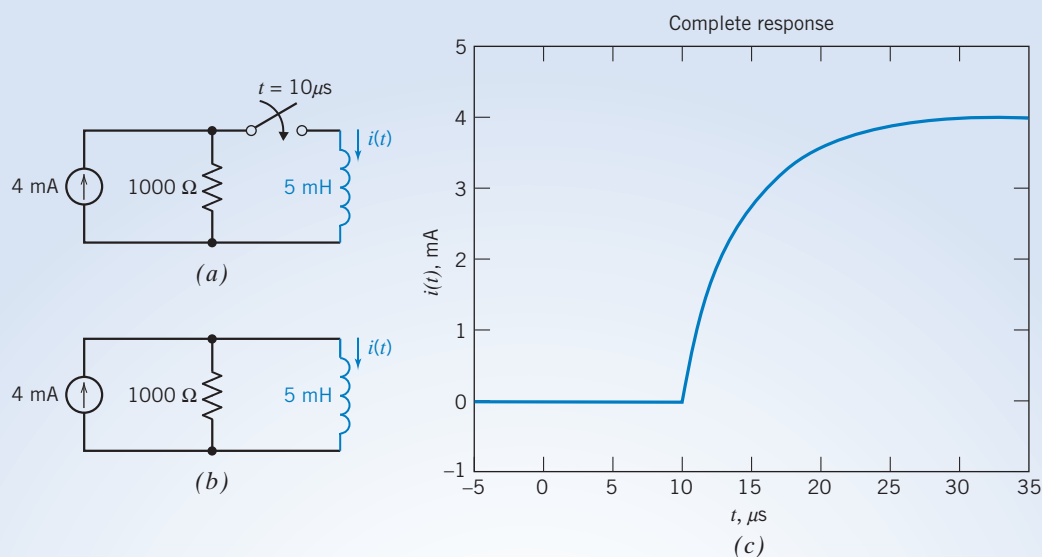 t = 10μs
i(t)
4 mA
1000 Ω
5 mH
(a)
i(t)
4 mA
1000 Ω
5 mH
(b)
Complete response
5
4
3
2
1
0
–1
i(t), mA
–5
0
5
10
15
20
25
30
35
t, μs
(c)